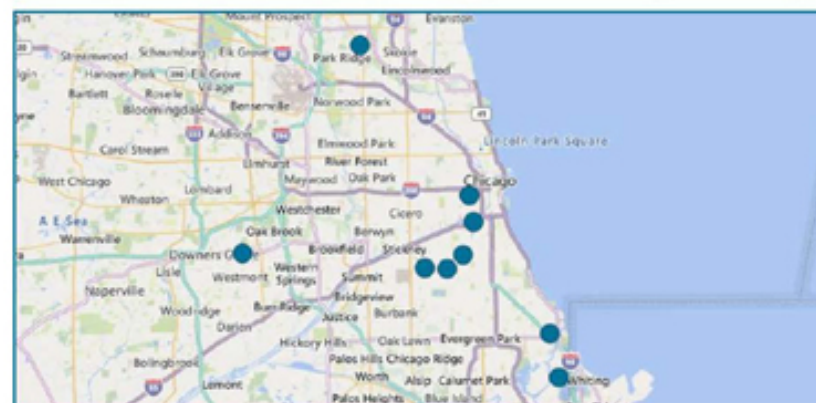 Mount Prospect
Evanston
Schaumburg
Elk Grove
Streamwood
Park Ridge
Skokie
Lincolnwood
Hanover Park
Elk Grove
Village
Bartlett
Roselle
Bloomingdale
Bensenville
Norwood Park
Addison
Lincoln Park Square
Carol Stream
Elmwood Park
Elmhurst
River Forest
West Chicago
Lombard
Maywood
Oak Park
Chicago
Wheaton
Westchester
Cicero
Warrenville
Oak Brook
Berwyn
Brookfield
Stickney
Downers G
Lisle
Westmont
Western
Springs
Summit
Naperville
Bridgeview
Woodridge
Burr Ridge
Justice
Burbank
Darien
Hickory Hills
Oak Lawn
Evergreen Park
Bolingbrook
Palos Hills
Chicago Ridge
Lemont
Worth
Alsip
Calumet Park
Whiting
Palos Heights
Blue Island